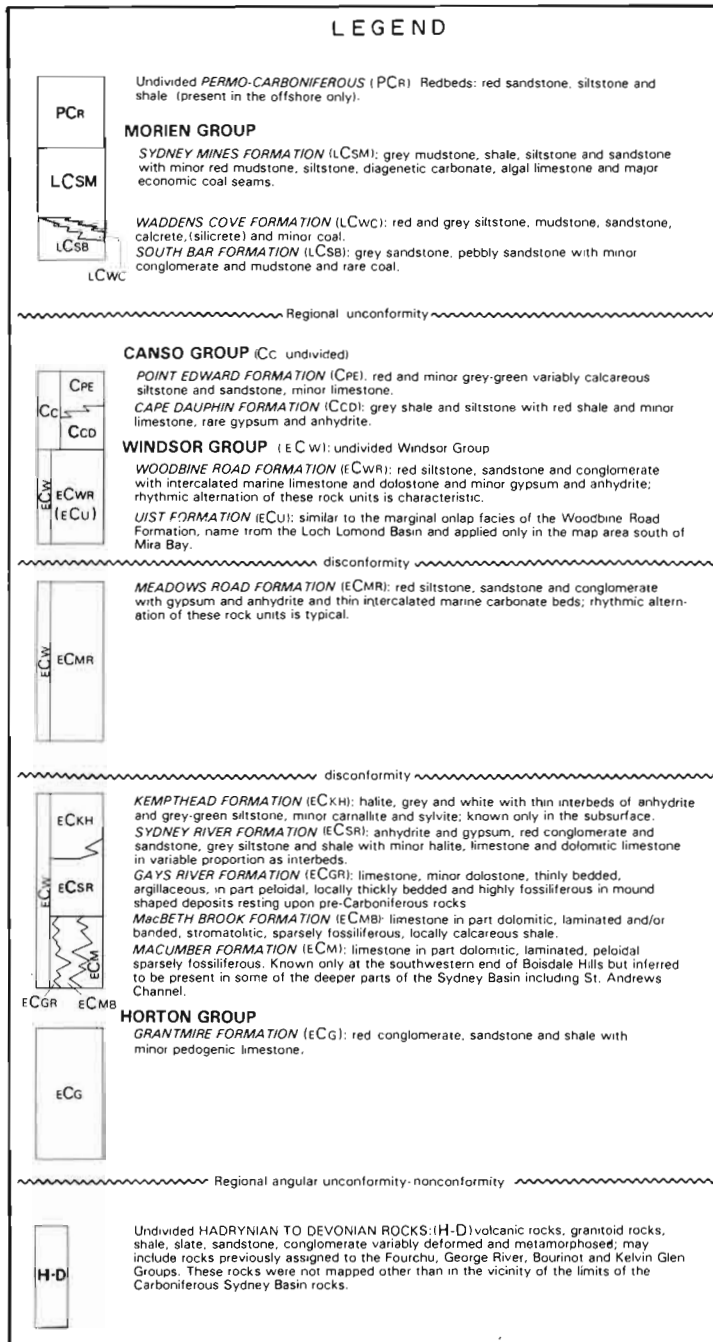 LEGEND
Undivided PERMO-CARBONIFEROUS (PCR) Redbeds: red sandstone, siltstone and
shale (present in the offshore only).
PCR
MORIEN GROUP
SYDNEY MINES FORMATION (LCSM): grey mudstone, shale, siltstone and sandstone
with minor red mudstone, siltstone, diagenetic carbonate, algal limestone and major
economic coal seams.
LCSM
WADDENS COVE FORMATION (LCWC): red and grey siltstone, mudstone, sandstone,
calcrete,(silicrete) and minor coal.
SOUTH BAR FORMATION (LCSB): grey sandstone, pebbly sandstone with minor
conglomerate and mudstone and rare coal.
LCSB
LCWC
Regional unconformity
CANSO GROUP (CC undivided)
POINT EDWARD FORMATION (CPE). red and minor grey-green variably calcareous
siltstone and sandstone, minor limestone.
CAPE DAUPHIN FORMATION (CCD): grey shale and siltstone with red shale and minor
limestone, rare gypsum and anhydrite.
CPE
CC
CCD
WINDSOR GROUP (ECW): undivided Windsor Group
WOODBINE ROAD FORMATION (ECWR): red siltstone, sandstone and conglomerate
with intercalated marine limestone and dolostone and minor gypsum and anhydrite;
rhythmic alternation of these rock units is characteristic.
UIST FORMATION (ECU): similar to the marginal onlap facies of the Woodbine Road
Formation, name from the Loch Lomond Basin and applied only in the map area south of
Mira Bay.
ECW
ECWR
(ECU)
disconformity
MEADOWS ROAD FORMATION (ECMR): red siltstone, sandstone and conglomerate
with gypsum and anhydrite and thin intercalated marine carbonate beds; rhythmic altern-
ation of these rock units is typical.
ECW
ECMR
disconformity
KEMPTHEAD FORMATION (ECKH): halite, grey and white with thin interbeds of anhydrite
and grey-green siltstone, minor carnallite and sylvite; known only in the subsurface.
SYDNEY RIVER FORMATION (ECSR): anhydrite and gypsum, red conglomerate and
sandstone, grey siltstone and shale with minor halite, limestone and dolomitic limestone
in variable proportion as interbeds.
GAYS RIVER FORMATION (ECGR): limestone, minor dolostone, thinly bedded,
argillaceous, in part peloidal, locally thickly bedded and highly fossiliferous in mound
shaped deposits resting upon pre-Carboniferous rocks
MacBETH BROOK FORMATION (ECMB): limestone in part dolomitic, laminated and/or
banded, stromatolitic, sparsely fossiliferous, locally calcareous shale.
MACUMBER FORMATION (ECM): limestone in part dolomitic, laminated, peloidal
sparsely fossiliferous. Known only at the southwestern end of Boisdale Hills but inferred
to be present in some of the deeper parts of the Sydney Basin including St. Andrews
Channel.
ECKH
ECW
ECSR
ECM
ECGR ECMB
HORTON GROUP
GRANTMIRE FORMATION (ECG): red conglomerate, sandstone and shale with
minor pedogenic limestone.
ECG
Regional angular unconformity-nonconformity
Undivided HADRYNIAN TO DEVONIAN ROCKS:(H-D)volcanic rocks, granitoid rocks,
shale, slate, sandstone, conglomerate variably deformed and metamorphosed; may
include rocks previously assigned to the Fourchu, George River, Bourinot and Kelvin Glen
Groups. These rocks were not mapped other than in the vicinity of the limits of the
Carboniferous Sydney Basin rocks.
H-D